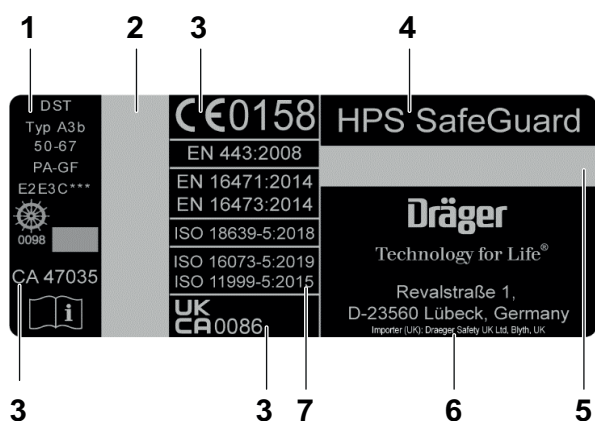 1
2
3
4
DST
Typ A3b
50-67
PA-GF
E2E3C***
0098
CA 47035
i
CE0158
EN 443:2008
EN 16471:2014
EN 16473:2014
ISO 18639-5:2018
ISO 16073-5:2019
ISO 11999-5:2015
UK
CA0086
HPS SafeGuard
Dräger
Technology for Life®
Revalstraße 1,
D-23560 Lübeck, Germany
Importer (UK): Draeger Safety UK Ltd, Blyth, UK
3
3
7
6
5